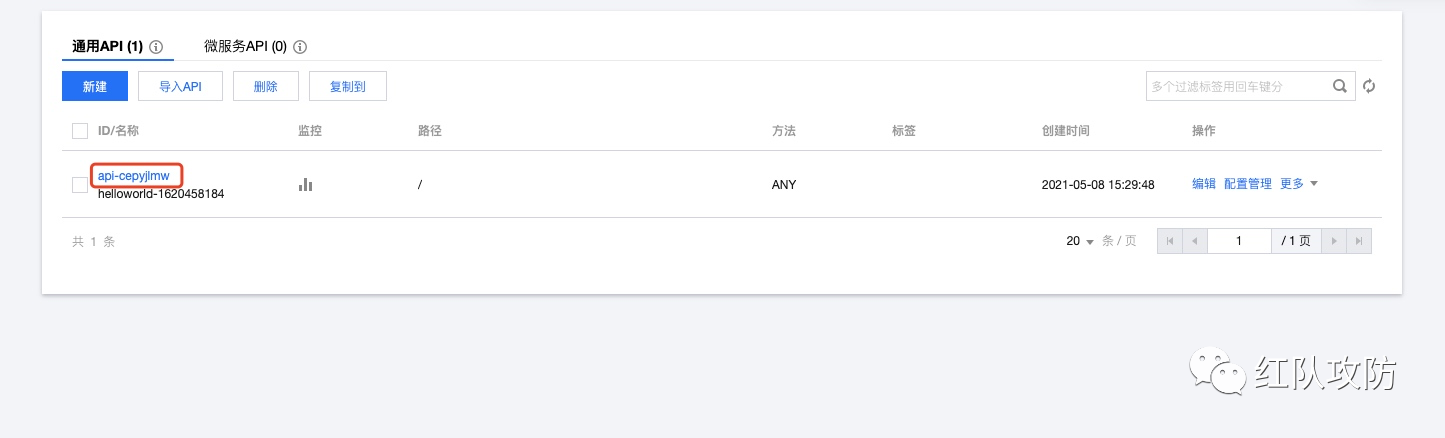 通用API (1) 微服务API (0)
新建 导入API 删除 复制到 多个过滤标签用回车键分
ID/名称 监控 路径 方法 标签 创建时间 操作
api-cepyjlmw
helloworld-1620458184 / ANY 2021-05-08 15:29:48 编辑 配置管理 更多
共 1 条 20 条 / 页 1 / 1 页
红队攻防